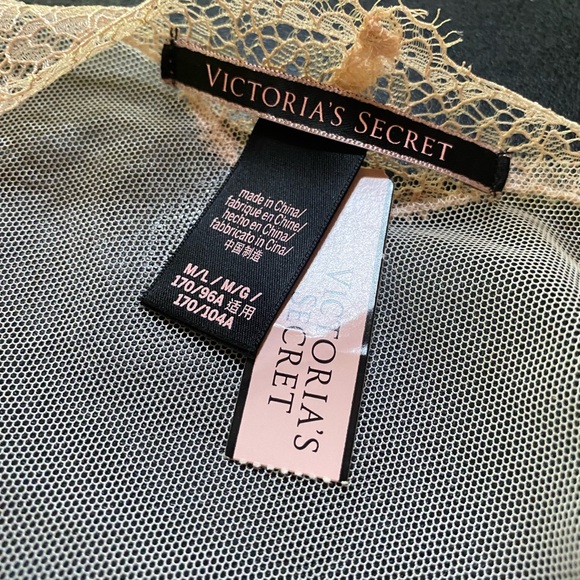 VICTORIA'S SECRET
made in China/
fabriqué en Chine/
hecho en China/
fabbricato in Cina/
中国制造
M/L / M/G /
170/96A 适用
170/104A
VICTORIA'S
SECRET